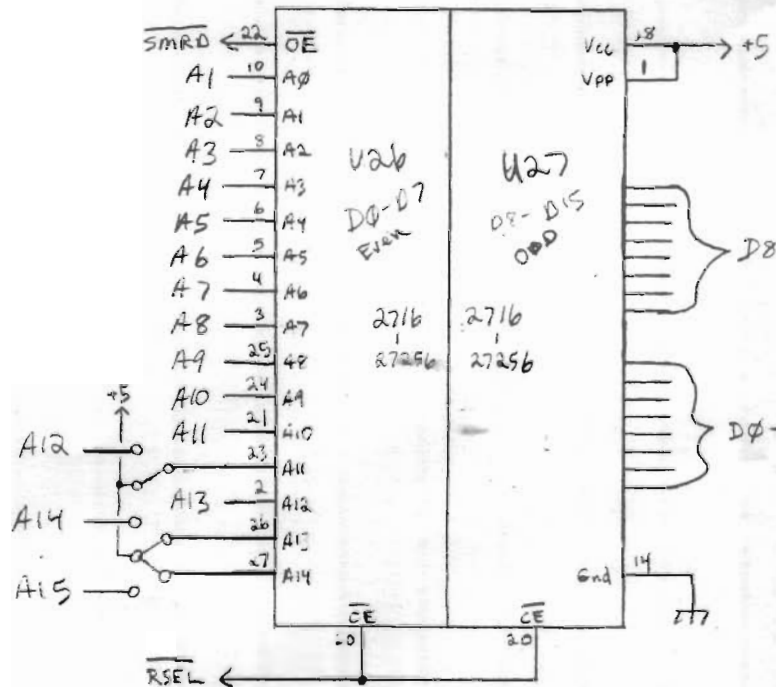 SMRD 22 OE Vcc 28 +5
A1 10 AØ Vpp 1
A2 9 A1
A3 8 A2
A4 7 A3
A5 6 A4
A6 5 A5
A7 4 A6
A8 3 A7
A9 25 A8
A10 24 A9
A11 21 A10
+5
A12 23 A11
A13 2 A12
A14 26 A13
A15 27 A14
U26
DØ-D7
Even
2716
27256
U27
D8-D15
ODD
2716
27256
D8
DØ-
Gnd 14
CE CE
20 20
RSEL